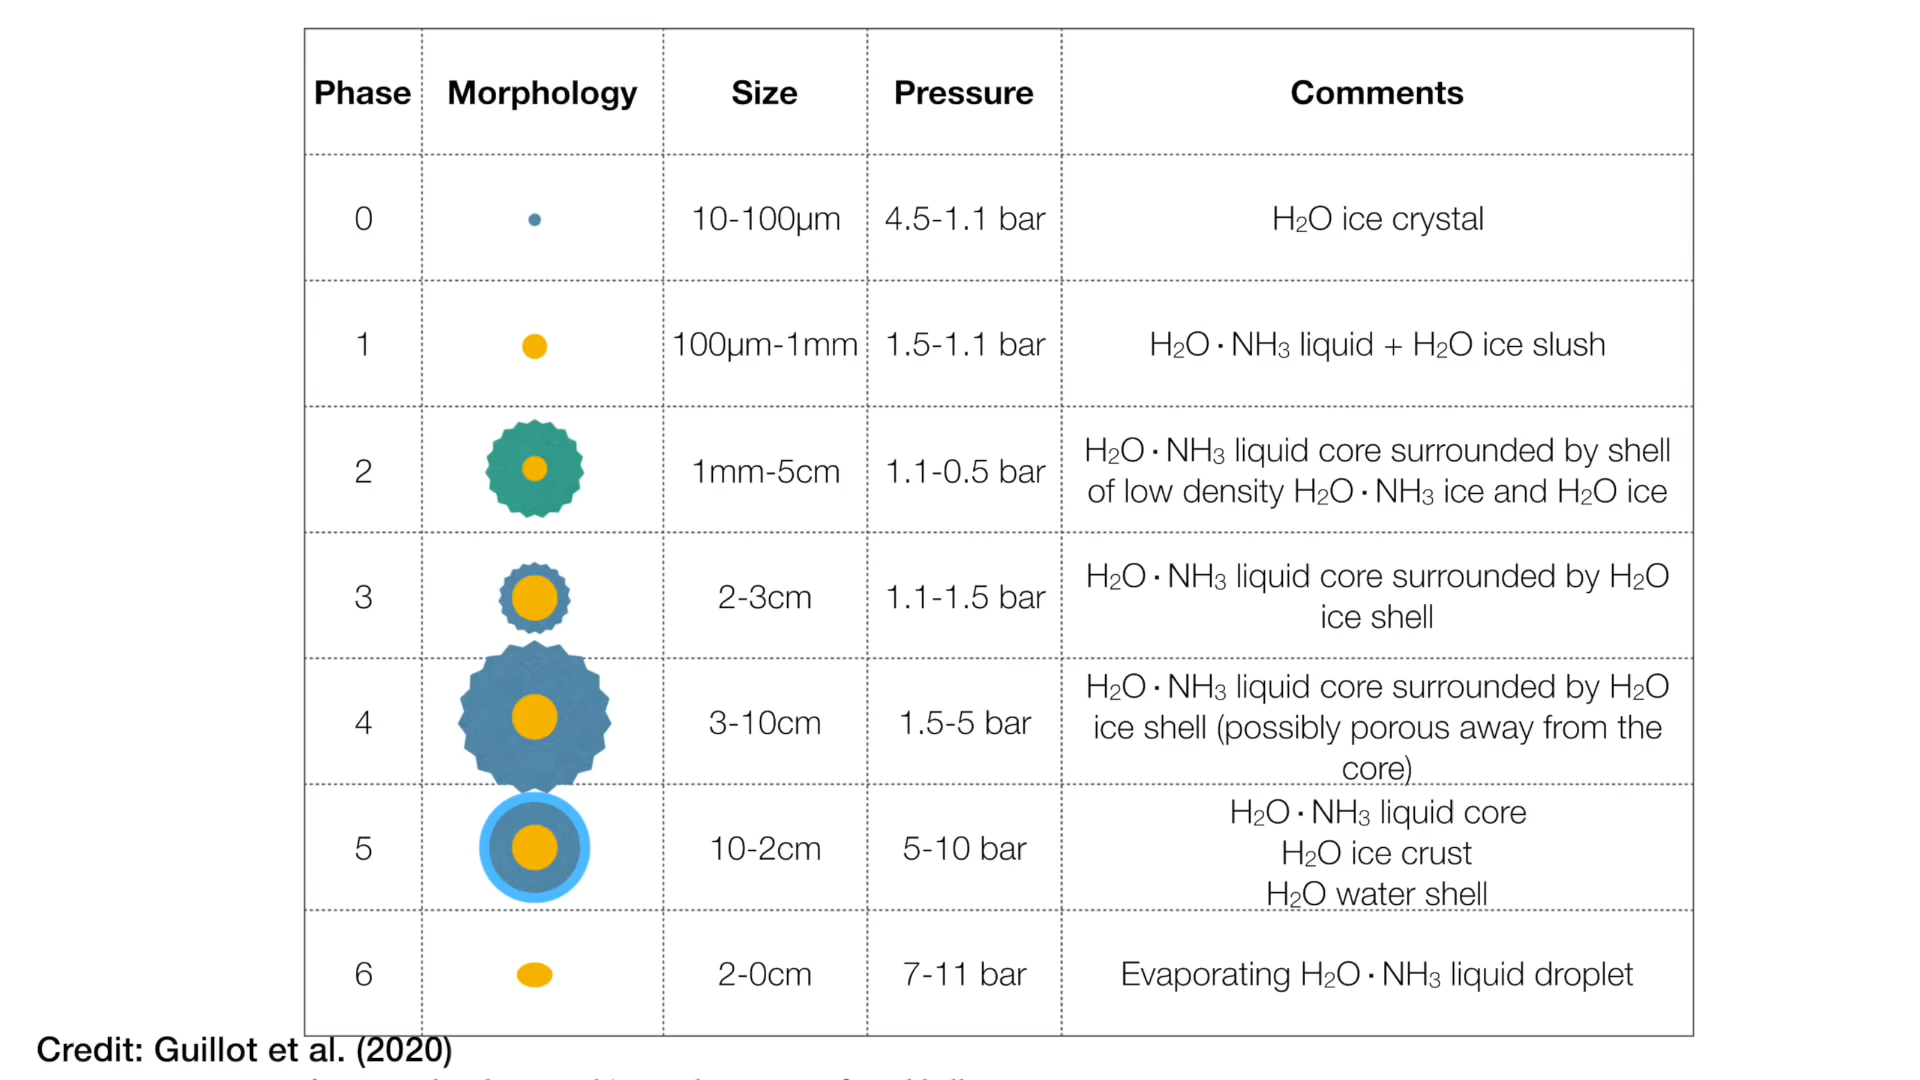 Phase Morphology Size Pressure Comments
0 10-100µm 4.5-1.1 bar H₂O ice crystal
1 100µm-1mm 1.5-1.1 bar H₂O · NH₃ liquid + H₂O ice slush
2 1mm-5cm 1.1-0.5 bar H₂O · NH₃ liquid core surrounded by shell
of low density H₂O · NH₃ ice and H₂O ice
3 2-3cm 1.1-1.5 bar H₂O · NH₃ liquid core surrounded by H₂O
ice shell
4 3-10cm 1.5-5 bar H₂O · NH₃ liquid core surrounded by H₂O
ice shell (possibly porous away from the
core)
5 10-2cm 5-10 bar H₂O · NH₃ liquid core
H₂O ice crust
H₂O water shell
6 2-0cm 7-11 bar Evaporating H₂O · NH₃ liquid droplet
Credit: Guillot et al. (2020)